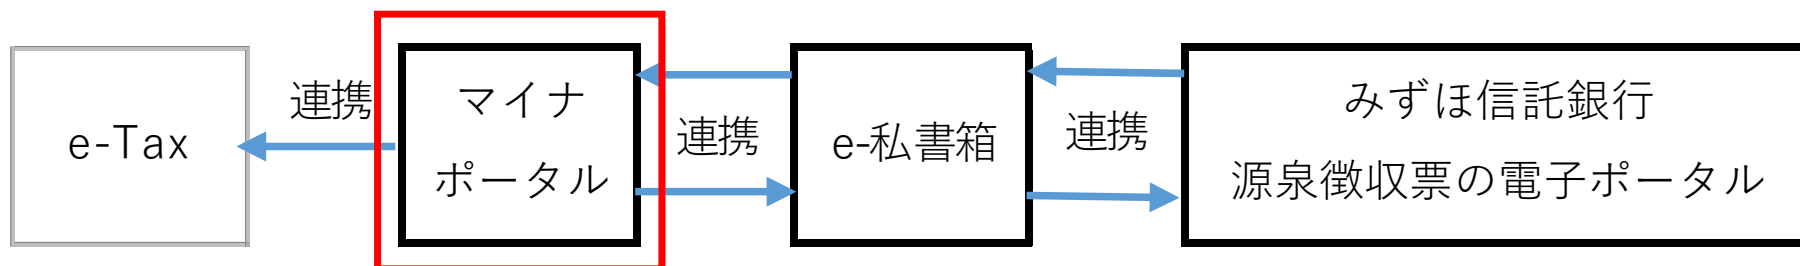 e-Tax
連携
マイナ
ポータル
連携
e-私書箱
連携
みずほ信託銀行
源泉徴収票の電子ポータル